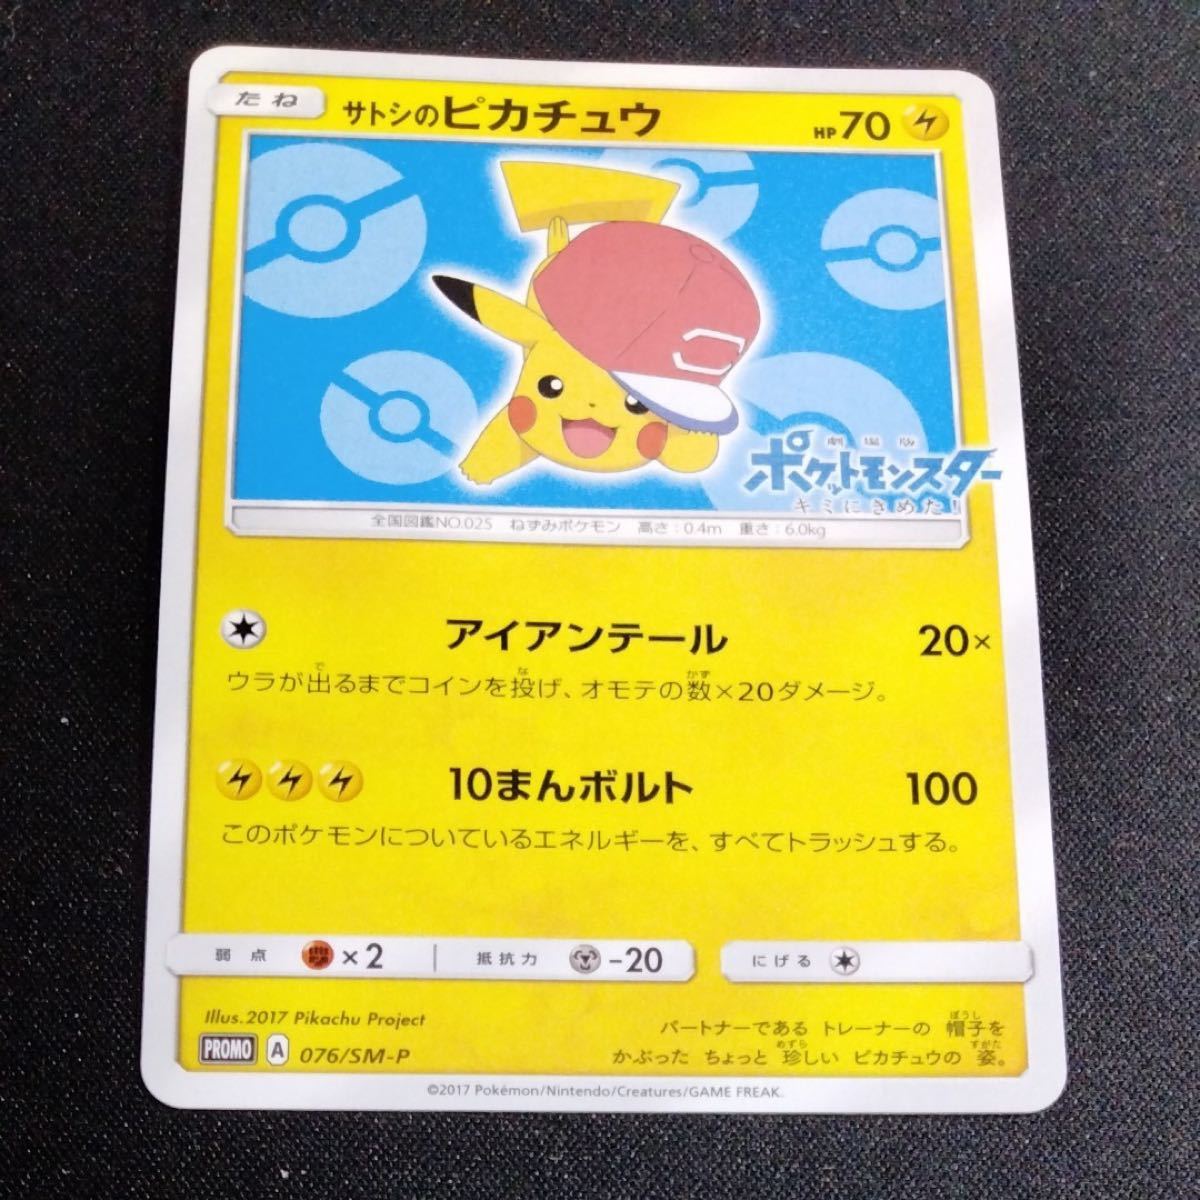 たね サトシのピカチュウ HP70
劇場版
ポケットモンスター
キミにきめた!
全国図鑑NO.025 ねずみポケモン 高さ:0.4m 重さ:6.0kg
アイアンテール 20×
ウラが出るまでコインを投げ、オモテの数×20ダメージ。
10まんボルト 100
このポケモンについているエネルギーを、すべてトラッシュする。
弱点 ×2 抵抗力 -20 にげる
Illus.2017 Pikachu Project
PROMO A 076/SM-P
パートナーである トレーナーの 帽子を
かぶった ちょっと 珍しい ピカチュウの 姿。
©2017 Pokémon/Nintendo/Creatures/GAME FREAK.